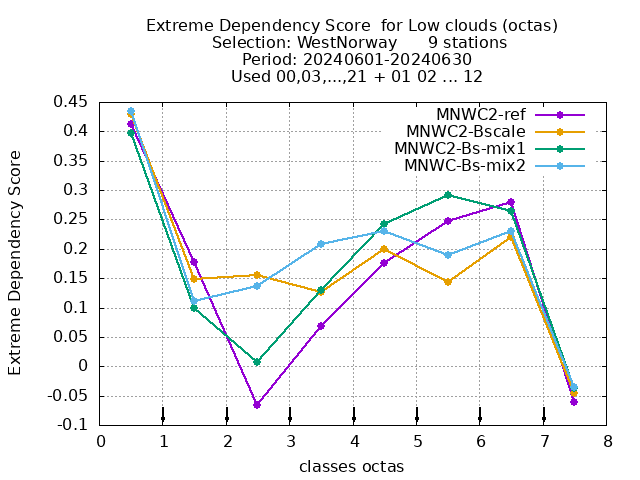 Extreme Dependency Score  for Low clouds (octas)
Selection: WestNorway      9 stations
Period: 20240601-20240630
Used 00,03,...,21 + 01 02 ... 12
MNWC2-ref
MNWC2-Bscale
MNWC2-Bs-mix1
MNWC-Bs-mix2
Extreme Dependency Score
0.45
0.4
0.35
0.3
0.25
0.2
0.15
0.1
0.05
0
-0.05
-0.1
0 1 2 3 4 5 6 7 8
classes octas